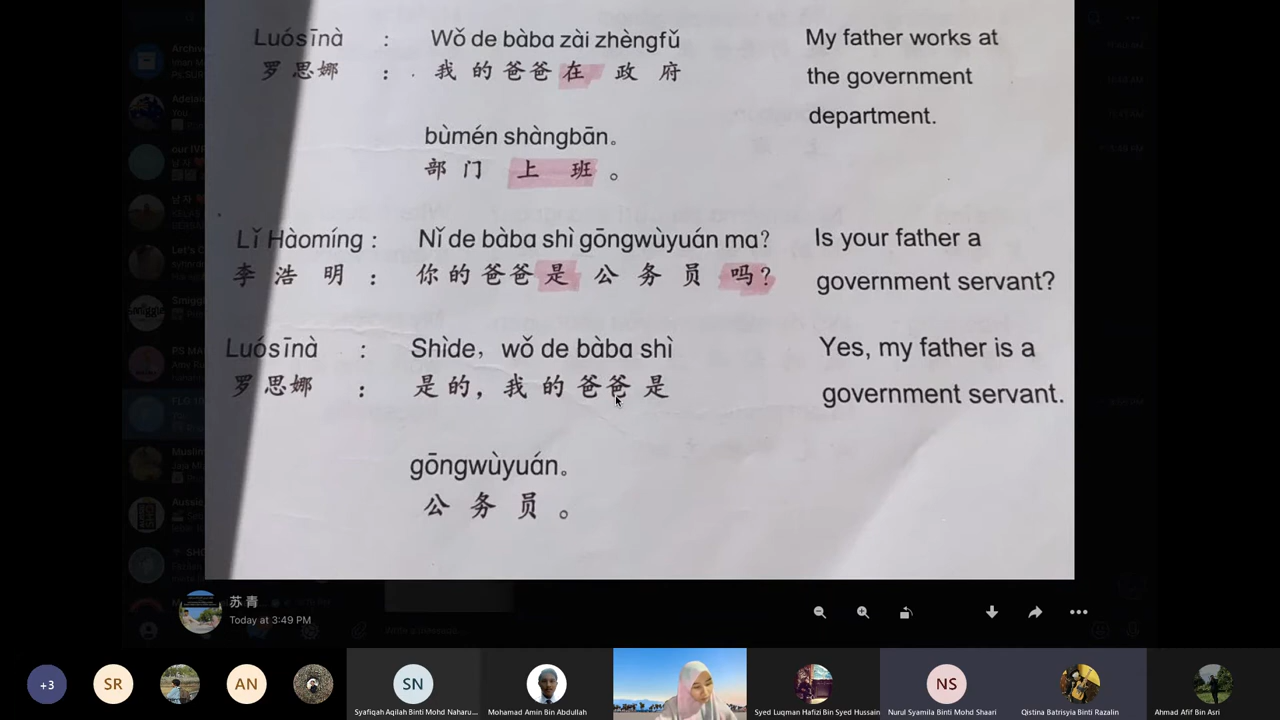 Luósīnà : Wǒ de bàba zài zhèngfǔ My father works at
罗思娜 : 我的爸爸在政府 the government
department.
bùmén shàngbān。
部门上班。
Lǐ Hàomíng : Nǐ de bàba shì gōngwùyuán ma? Is your father a
李浩明 : 你的爸爸是公务员吗? government servant?
Luósīnà : Shìde, wǒ de bàba shì Yes, my father is a
罗思娜 : 是的,我的爸爸是 government servant.
gōngwùyuán。
公务员。
苏青
Today at 3:49 PM
+3
SR
AN
SN
NS
Syafiqah Aqilah Binti Mohd Naharu...
Mohamad Amin Bin Abdullah
Syed Luqman Hafizi Bin Syed Hussain
Nurul Syamila Binti Mohd Shaari
Qistina Batrisyia Binti Razalin
Ahmad Afif Bin Asri